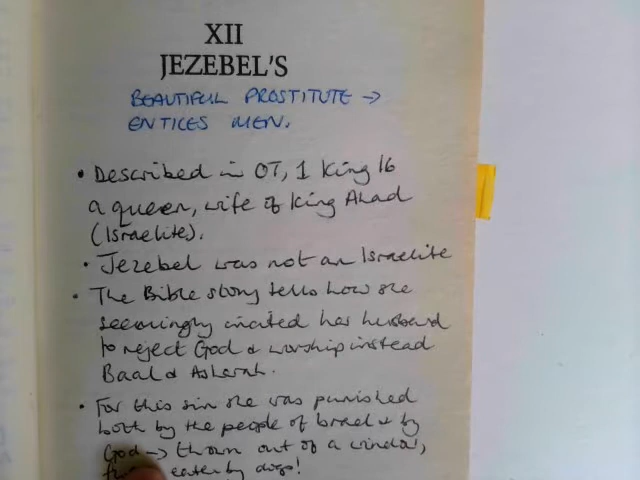 XII
JEZEBEL'S
BEAUTIFUL PROSTITUTE →
ENTICES MEN.
• Described in OT, 1 King 16
a queen, wife of King Ahad
(Israelite).
• Jezebel was not an Israelite
• The Bible story tells how she
seemingly incited her husband
to reject God & worship instead
Baal & Asherah.
• For this sin she was punished
both by the people of Israel & by
God → thrown out of a window,
eaten by dogs!